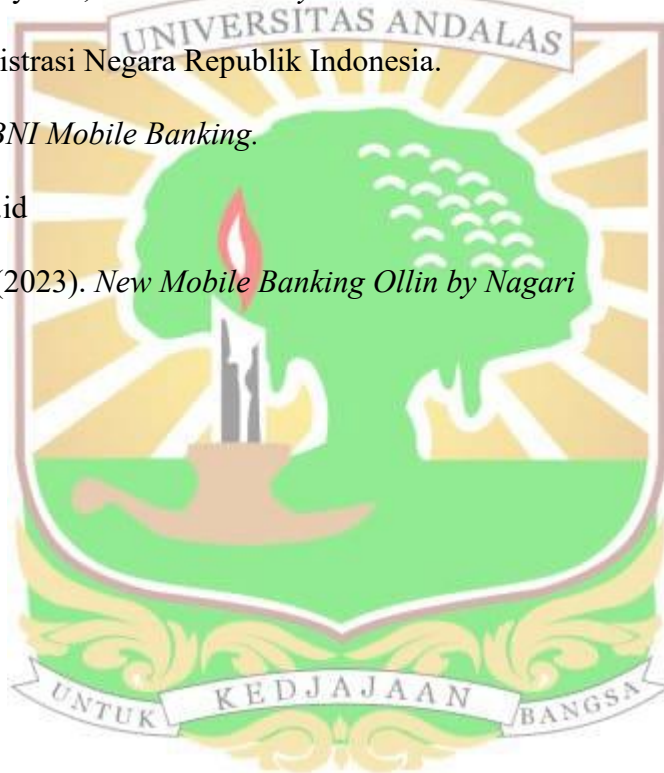 UNIVERSITAS ANDALAS
istrasi Negara Republik Indonesia.
BNI Mobile Banking.
id
(2023). New Mobile Banking Ollin by Nagari
UNTUK KEDJAJAAN BANGSA